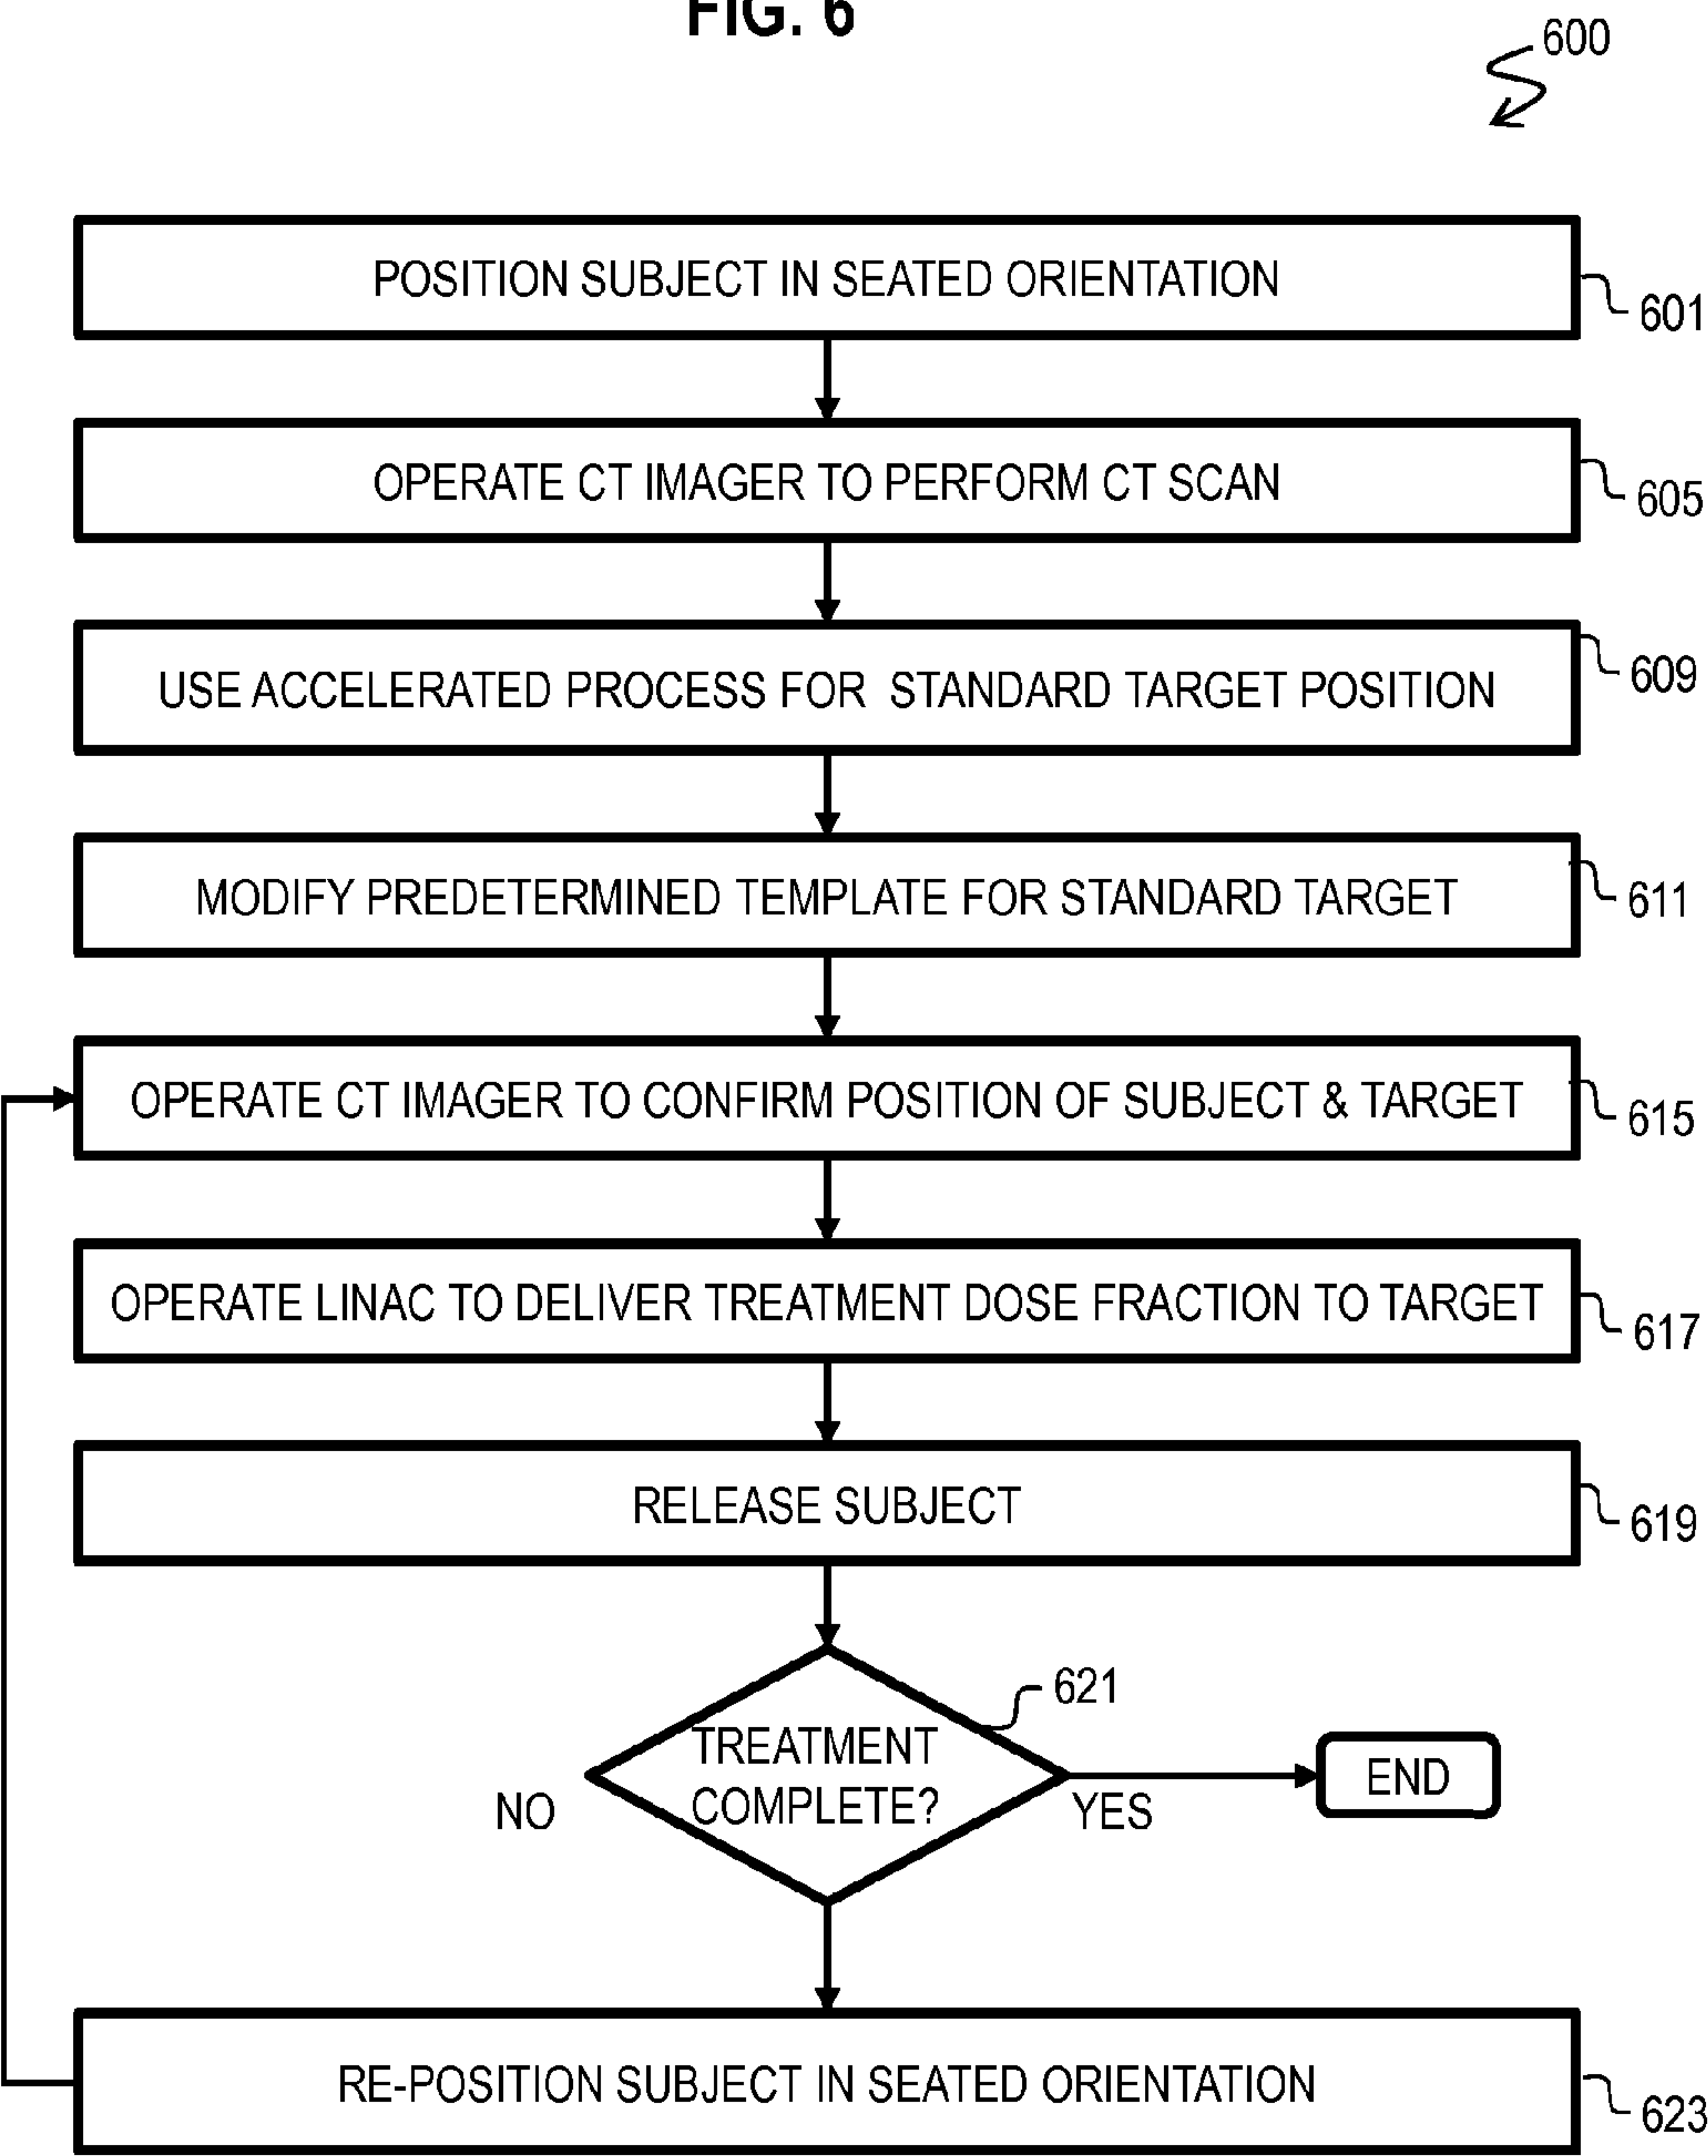 FIG. 6
600
POSITION SUBJECT IN SEATED ORIENTATION
601
OPERATE CT IMAGER TO PERFORM CT SCAN
605
USE ACCELERATED PROCESS FOR STANDARD TARGET POSITION
609
MODIFY PREDETERMINED TEMPLATE FOR STANDARD TARGET
611
OPERATE CT IMAGER TO CONFIRM POSITION OF SUBJECT & TARGET
615
OPERATE LINAC TO DELIVER TREATMENT DOSE FRACTION TO TARGET
617
RELEASE SUBJECT
619
621
TREATMENT
COMPLETE?
NO
YES
END
RE-POSITION SUBJECT IN SEATED ORIENTATION
623